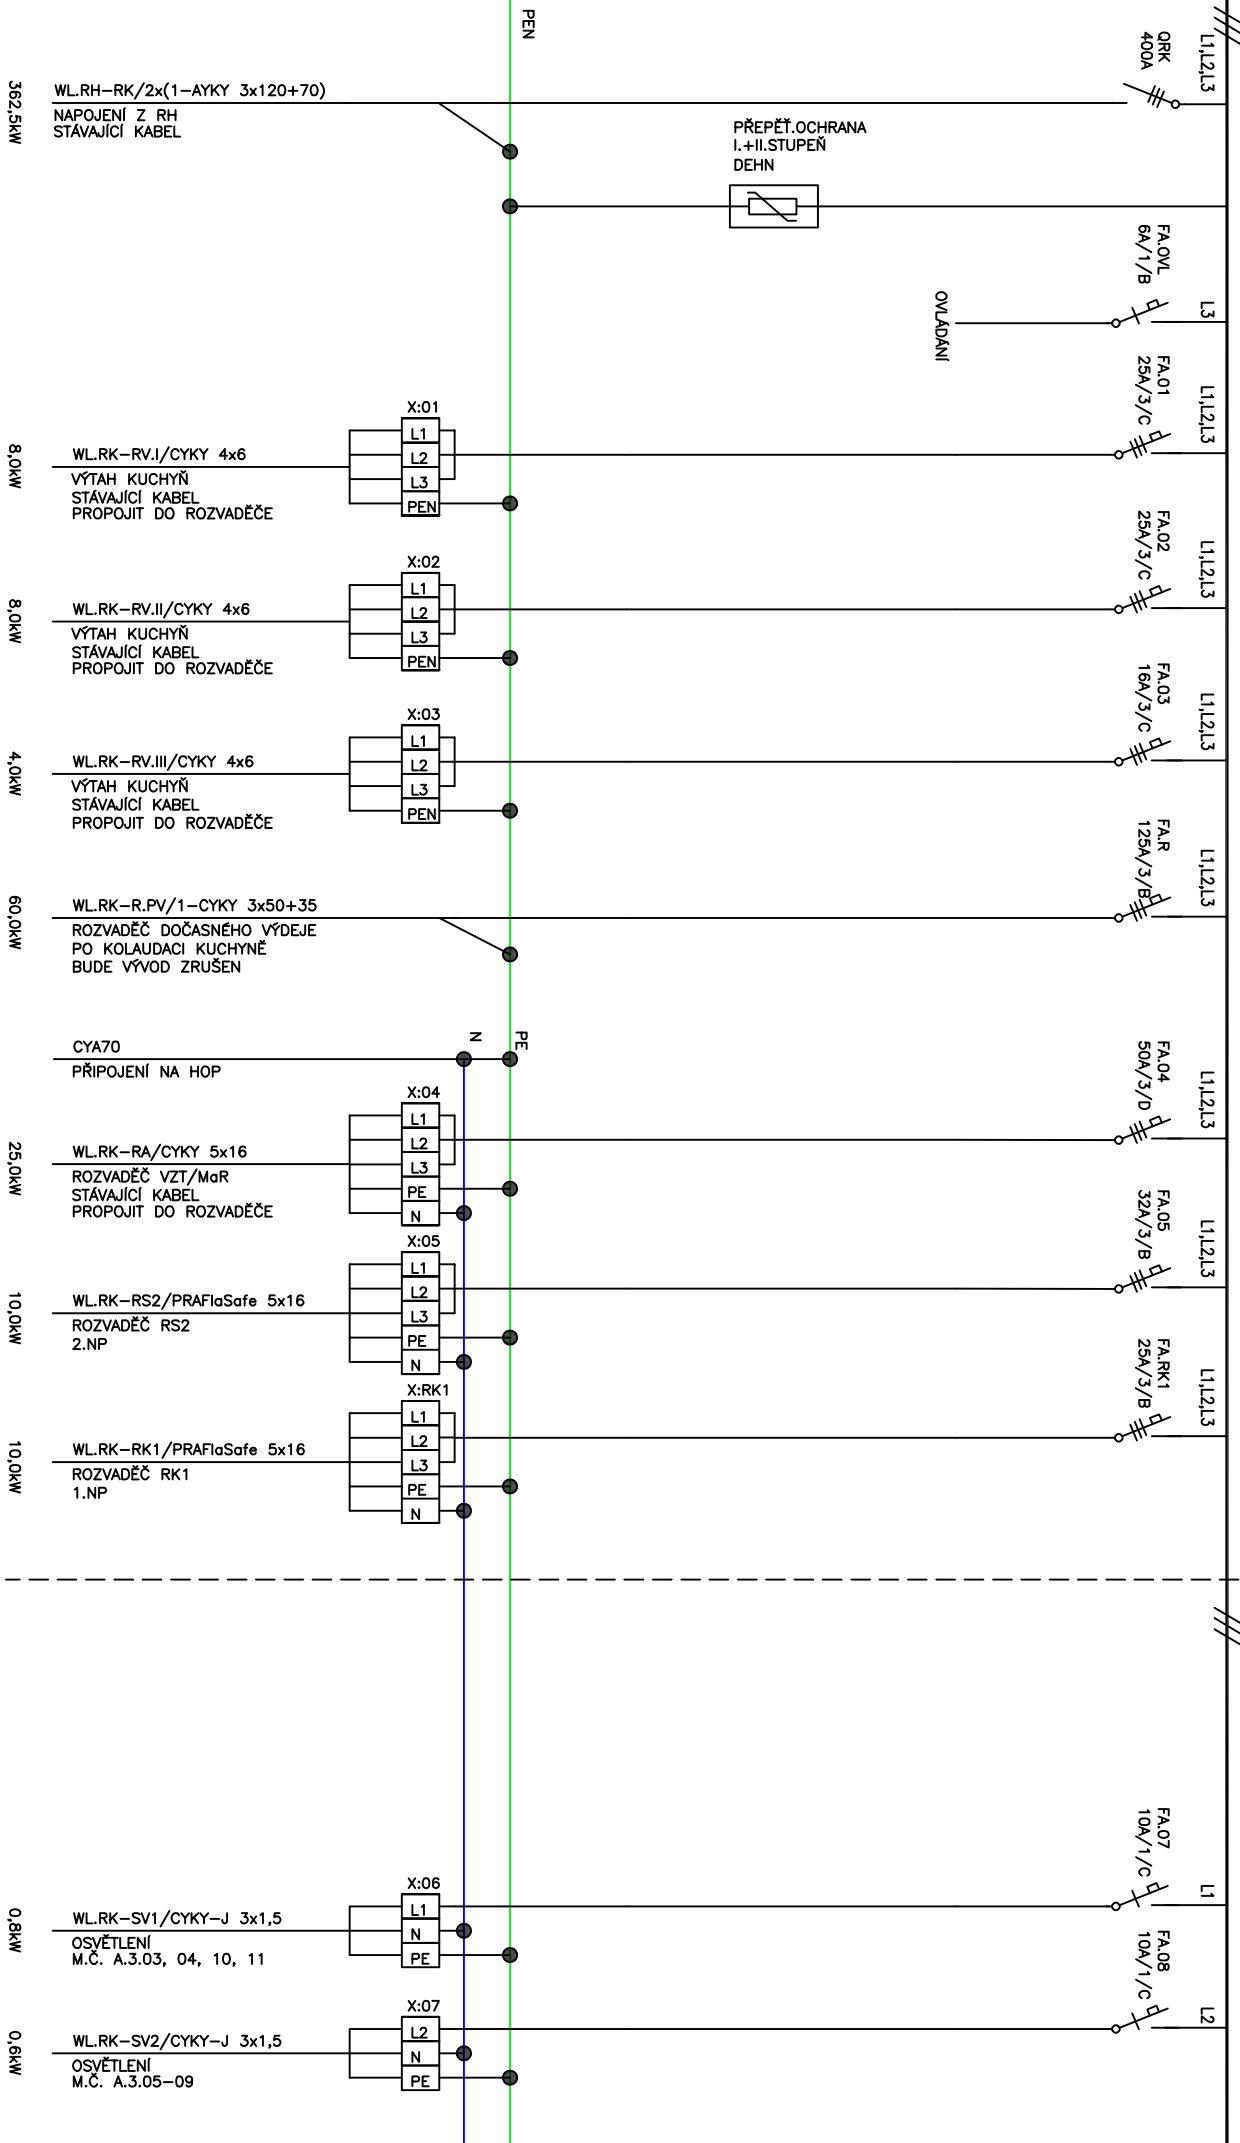 PEN
L1,L2,L3
QRK
400A
WL.RH-RK/2x(1-AYKY 3x120+70)
NAPOJENÍ Z RH
STÁVAJÍCÍ KABEL
362,5kW
PŘEPĚŤ.OCHRANA
I.+II.STUPEŇ
DEHN
L3
FA.OVL
6A/1/B
OVLÁDÁNÍ
L1,L2,L3
FA.01
25A/3/C
X:01
L1
L2
L3
PEN
WL.RK-RV.I/CYKY 4x6
VÝTAH KUCHYŇ
STÁVAJÍCÍ KABEL
PROPOJIT DO ROZVADĚČE
8,0kW
L1,L2,L3
FA.02
25A/3/C
X:02
L1
L2
L3
PEN
WL.RK-RV.II/CYKY 4x6
VÝTAH KUCHYŇ
STÁVAJÍCÍ KABEL
PROPOJIT DO ROZVADĚČE
8,0kW
L1,L2,L3
FA.03
16A/3/C
X:03
L1
L2
L3
PEN
WL.RK-RV.III/CYKY 4x6
VÝTAH KUCHYŇ
STÁVAJÍCÍ KABEL
PROPOJIT DO ROZVADĚČE
4,0kW
L1,L2,L3
FA.R
125A/3/B
WL.RK-R.PV/1-CYKY 3x50+35
ROZVADĚČ DOČASNÉHO VÝDEJE
PO KOLAUDACI KUCHYNĚ
BUDE VÝVOD ZRUŠEN
60,0kW
N
PE
CYA70
PŘIPOJENÍ NA HOP
L1,L2,L3
FA.04
50A/3/D
X:04
L1
L2
L3
PE
N
WL.RK-RA/CYKY 5x16
ROZVADĚČ VZT/MaR
STÁVAJÍCÍ KABEL
PROPOJIT DO ROZVADĚČE
25,0kW
L1,L2,L3
FA.05
32A/3/B
X:05
L1
L2
L3
PE
N
WL.RK-RS2/PRAFlaSafe 5x16
ROZVADĚČ RS2
2.NP
10,0kW
L1,L2,L3
FA.RK1
25A/3/B
X:RK1
L1
L2
L3
PE
N
WL.RK-RK1/PRAFlaSafe 5x16
ROZVADĚČ RK1
1.NP
10,0kW
L1
FA.07
10A/1/C
X:06
L1
N
PE
WL.RK-SV1/CYKY-J 3x1,5
OSVĚTLENÍ
M.Č. A.3.03, 04, 10, 11
0,8kW
L2
FA.08
10A/1/C
X:07
L2
N
PE
WL.RK-SV2/CYKY-J 3x1,5
OSVĚTLENÍ
M.Č. A.3.05-09
0,6kW